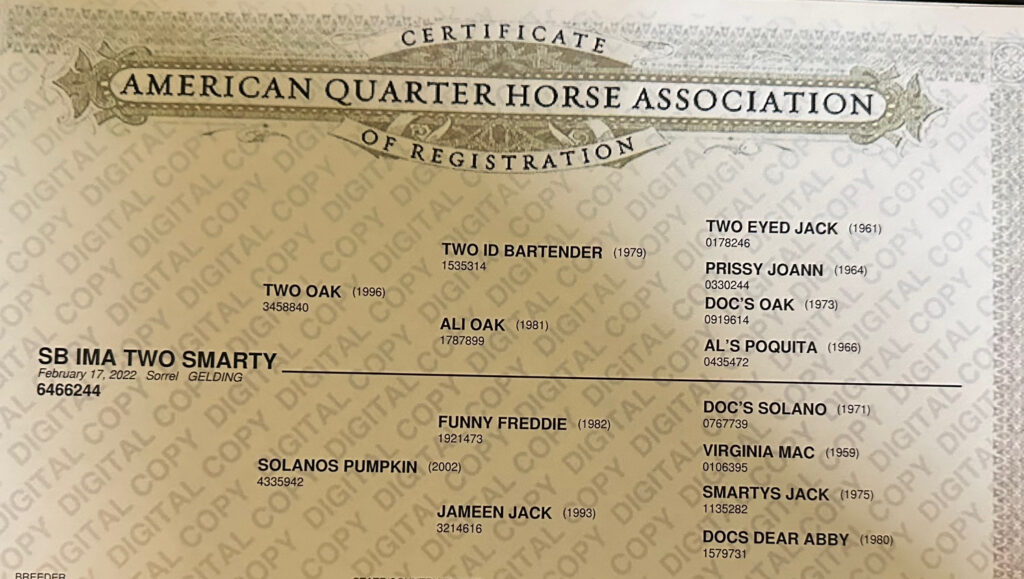 CERTIFICATE
AMERICAN QUARTER HORSE ASSOCIATION
OF REGISTRATION
TWO EYED JACK (1961)
0178246
TWO ID BARTENDER (1979)
1535314
PRISSY JOANN (1964)
0330244
TWO OAK (1996)
3458840
DOC'S OAK (1973)
0919614
ALI OAK (1981)
1787899
AL'S POQUITA (1966)
0435472
SB IMA TWO SMARTY
February 17, 2022 Sorrel GELDING
6466244
DOC'S SOLANO (1971)
0767739
FUNNY FREDDIE (1982)
1921473
VIRGINIA MAC (1959)
0106395
SOLANOS PUMPKIN (2002)
4335942
SMARTYS JACK (1975)
1135282
JAMEEN JACK (1993)
3214616
DOCS DEAR ABBY (1980)
1579731
BREEDER
DIGITAL COPY